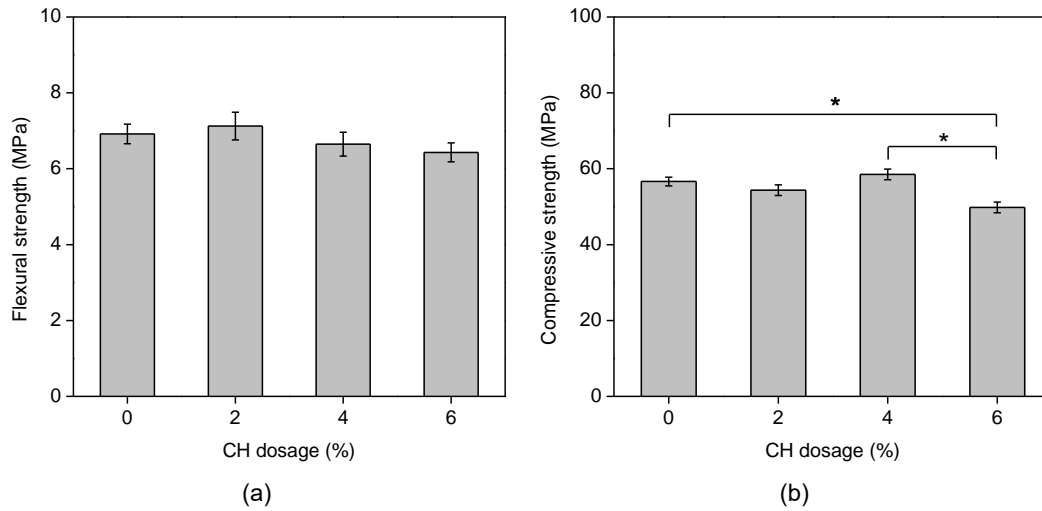 10
8
6
4
2
0
Flexural strength (MPa)
0 2 4 6
CH dosage (%)
(a)
100
80
60
40
20
0
Compressive strength (MPa)
*
*
0 2 4 6
CH dosage (%)
(b)